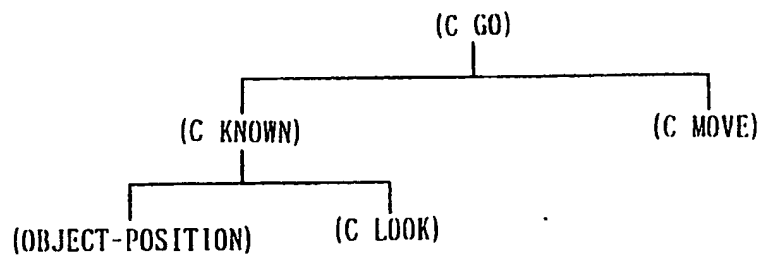 (C GO)
(C KNOWN)
(C MOVE)
(OBJECT-POSITION)
(C LOOK)